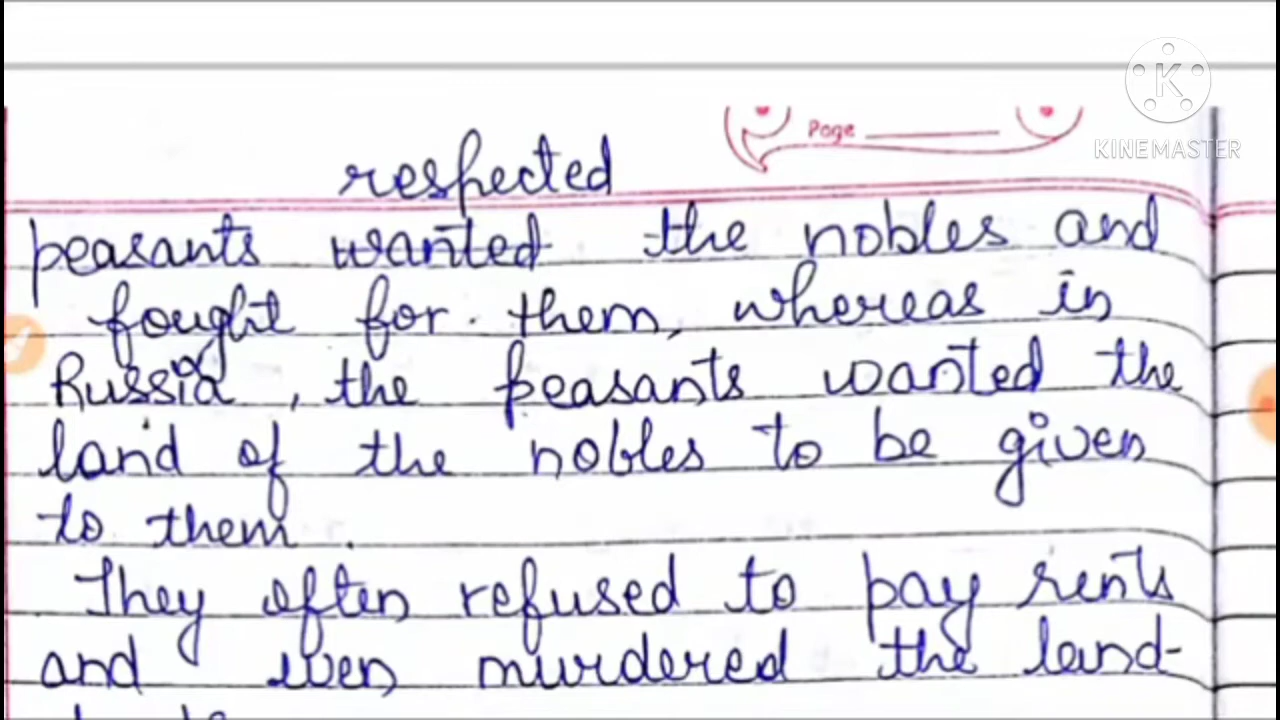 Page
KINEMASTER
respected
peasants wanted the nobles and
fought for them, whereas in
Russia, the peasants wanted the
land of the nobles to be given
to them.
They often refused to pay rents
and even murdered the land-